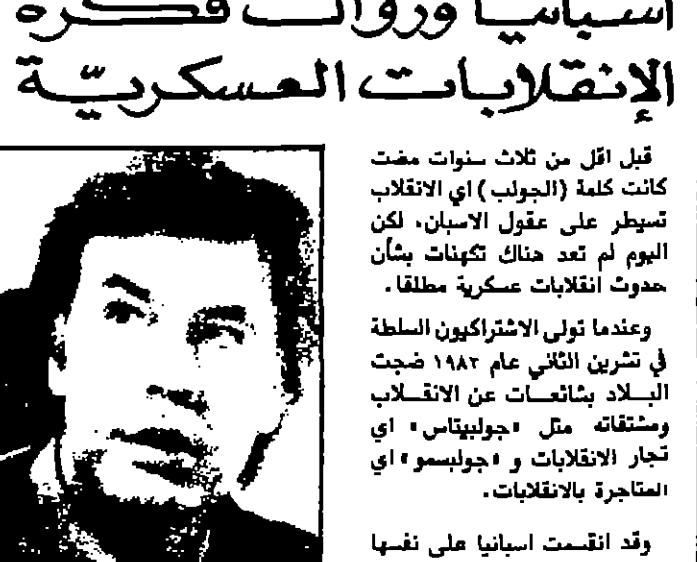 اسبانيا وزوال فكرة
الإنقلابات العسكريّة
قبل اقل من ثلاث سنوات مضت
كانت كلمة (الجولب) اي الانقلاب
تسيطر على عقول الاسبان، لكن
اليوم لم تعد هناك تكهنات بشأن
حدوث انقلابات عسكرية مطلقا.
وعندما تولى الاشتراكيون السلطة
في تشرين الثاني عام ١٩٨٢ ضجت
البلاد بشائعات عن الانقلاب
ومشتقاته مثل «جولبيتاس» اي
تجار الانقلابات و «جولبسمو» اي
المتاجرة بالانقلابات.
وقد انقسمت اسبانيا على نفسها